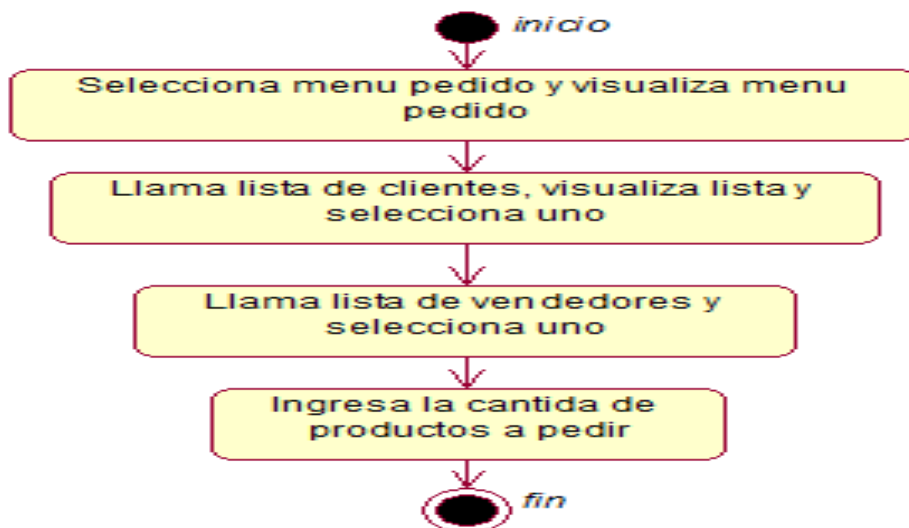 inicio
Selecciona menu pedido y visualiza menu
pedido
Llama lista de clientes, visualiza lista y
selecciona uno
Llama lista de vendedores y
selecciona uno
Ingresa la cantida de
productos a pedir
fin